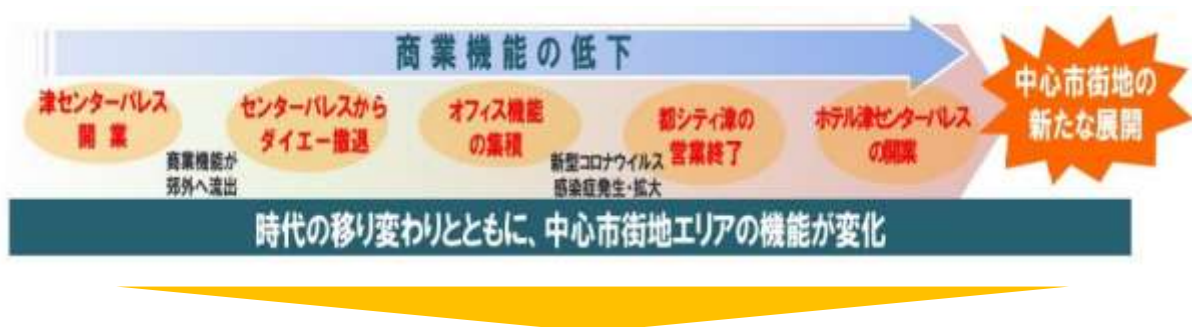 商業機能の低下
津センターパレス
開業
商業機能が
郊外へ流出
センターパレスから
ダイエー撤退
オフィス機能
の集積
新型コロナウイルス
感染症発生・拡大
都シティ津の
営業終了
ホテル津センターパレス
の開業
中心市街地の
新たな展開
時代の移り変わりとともに、中心市街地エリアの機能が変化